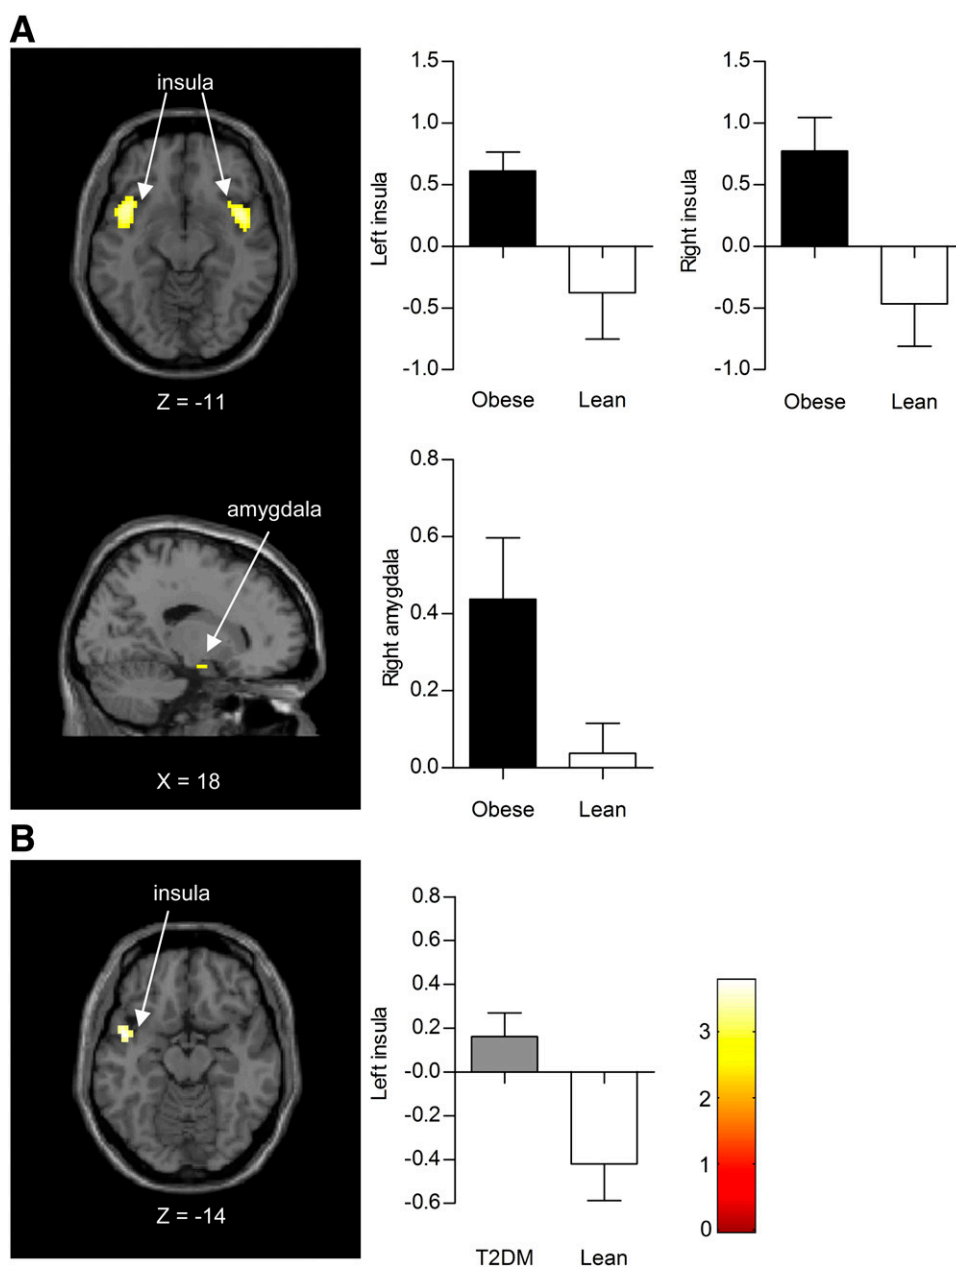 A
insula
Z = -11
Left insula
1.5
1.0
0.5
0.0
-0.5
-1.0
Obese Lean
Right insula
1.5
1.0
0.5
0.0
-0.5
-1.0
Obese Lean
amygdala
X = 18
Right amygdala
0.8
0.6
0.4
0.2
0.0
Obese Lean
B
insula
Z = -14
Left insula
0.8
0.6
0.4
0.2
-0.0
-0.2
-0.4
-0.6
T2DM Lean
3
2
1
0